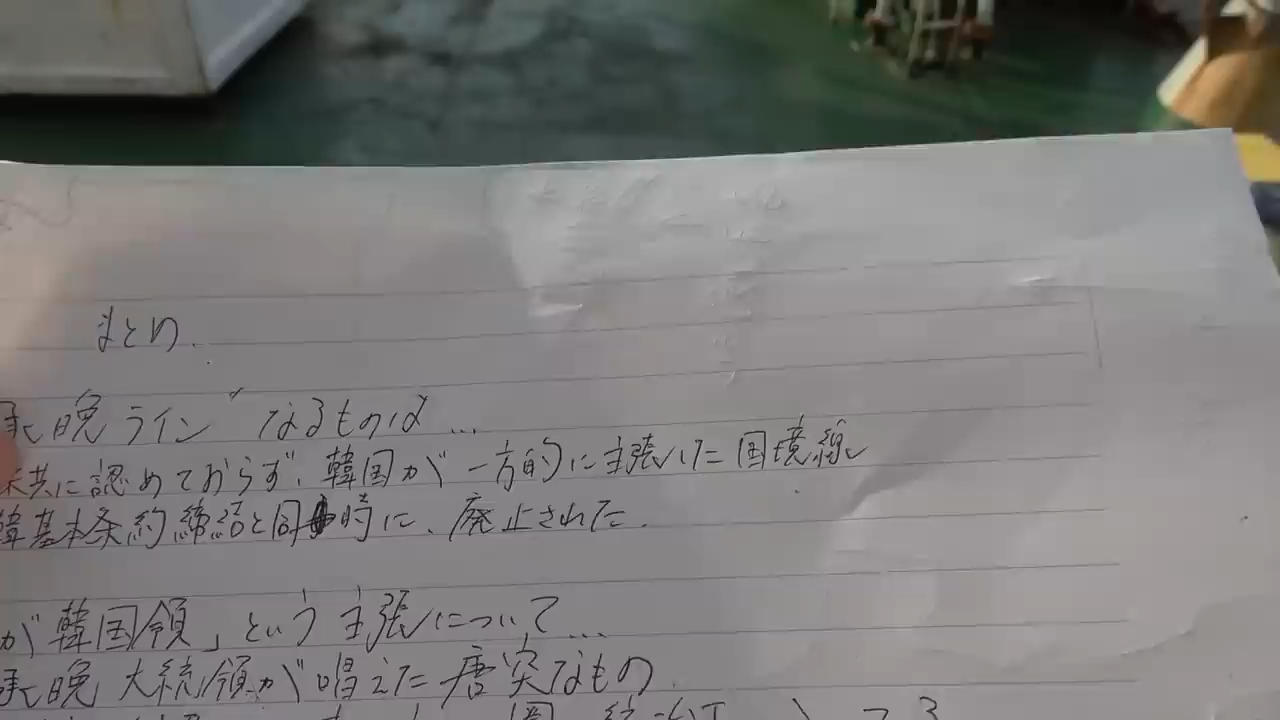 まとめ.
承晩ライン〃なるものは…
米共に認めておらず、韓国が一方的に主張した国境線
韓基本条約締結と同時に、廃止された.
が韓国領」という主張について…
承晩大統領が唱えた唐突なもの